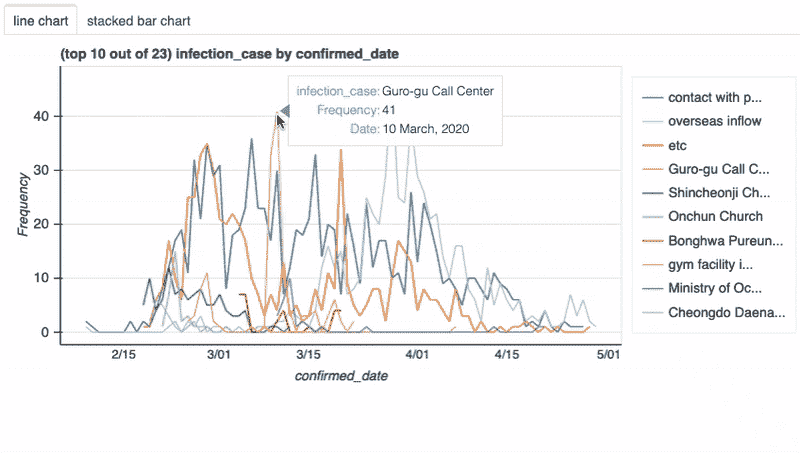 line chart stacked bar chart
(top 10 out of 23) infection_case by confirmed_date
infection_case: Guro-gu Call Center
Frequency: 41
Date: 10 March, 2020
Frequency
40
30
20
10
0
2/15 3/01 3/15 4/01 4/15 5/01
confirmed_date
contact with p...
overseas inflow
etc
Guro-gu Call C...
Shincheonji Ch...
Onchun Church
Bonghwa Pureun...
gym facility i...
Ministry of Oc...
Cheongdo Daena...